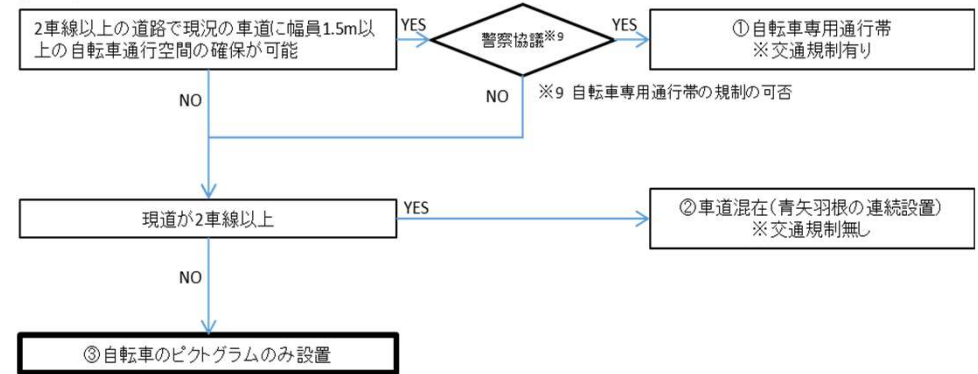 2車線以上の道路で現況の車道に幅員1.5m以
上の自転車通行空間の確保が可能
YES
警察協議※9
YES
①自転車専用通行帯
※交通規制有り
NO
NO
※9 自転車専用通行帯の規制の可否
現道が2車線以上
YES
②車道混在(青矢羽根の連続設置)
※交通規制無し
NO
③自転車のピクトグラムのみ設置